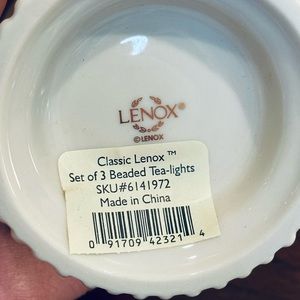 LENOX®
©LENOX
Classic Lenox™
Set of 3 Beaded Tea-lights
SKU#6141972
Made in China
0 91709 42321 4